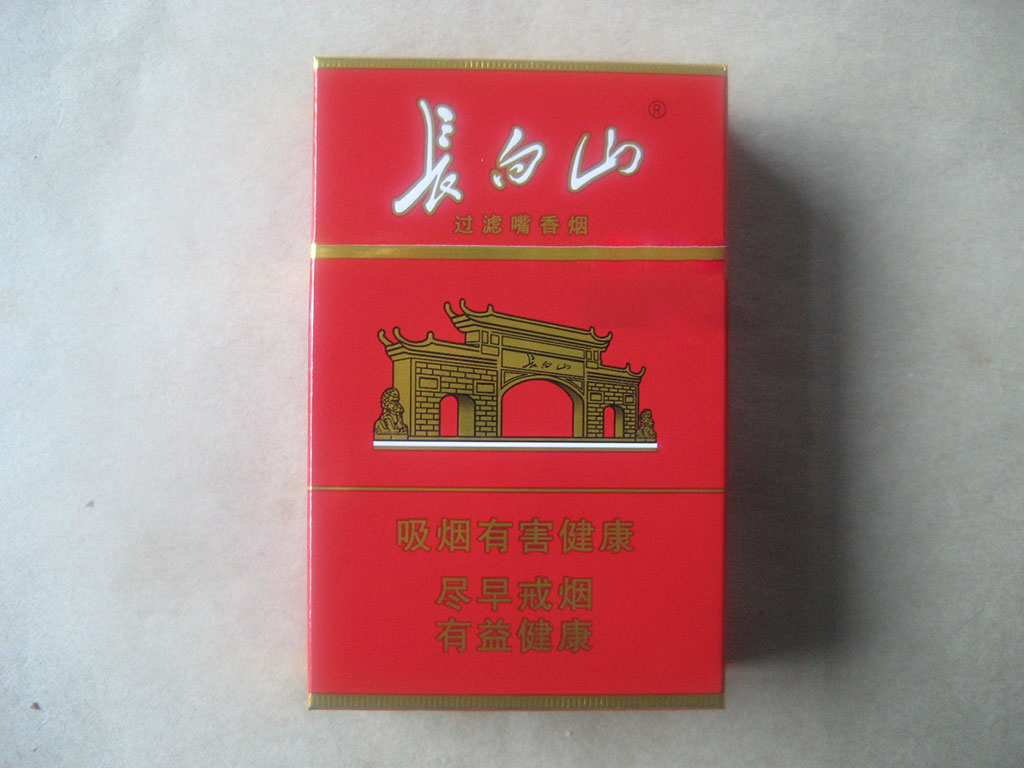 長白山 ®
过滤嘴香烟
長白山
吸烟有害健康
尽早戒烟
有益健康